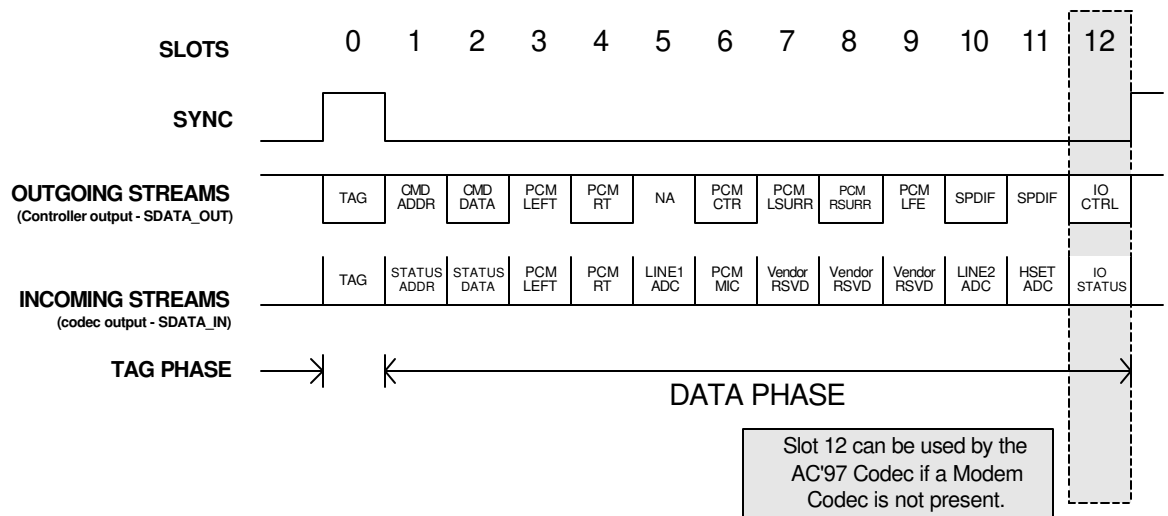 SLOTS 0 1 2 3 4 5 6 7 8 9 10 11 12
SYNC
OUTGOING STREAMS
(Controller output - SDATA_OUT)
TAG
CMD
ADDR
CMD
DATA
PCM
LEFT
PCM
RT
NA
PCM
CTR
PCM
LSURR
PCM
RSURR
PCM
LFE
SPDIF
SPDIF
IO
CTRL
INCOMING STREAMS
(codec output - SDATA_IN)
TAG
STATUS
ADDR
STATUS
DATA
PCM
LEFT
PCM
RT
LINE1
ADC
PCM
MIC
Vendor
RSVD
Vendor
RSVD
Vendor
RSVD
LINE2
ADC
HSET
ADC
IO
STATUS
TAG PHASE
DATA PHASE
Slot 12 can be used by the
AC'97 Codec if a Modem
Codec is not present.